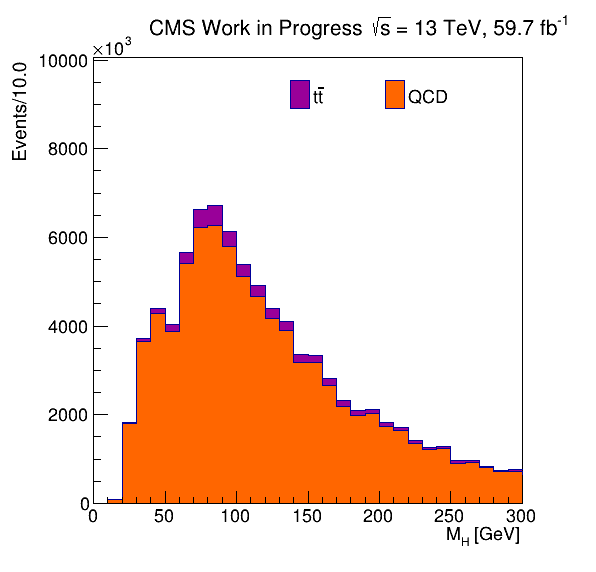 CMS Work in Progress √s = 13 TeV, 59.7 fb⁻¹
×10³
Events/10.0
10000
8000
6000
4000
2000
0
tt̄
QCD
0 50 100 150 200 250 300
M_H [GeV]